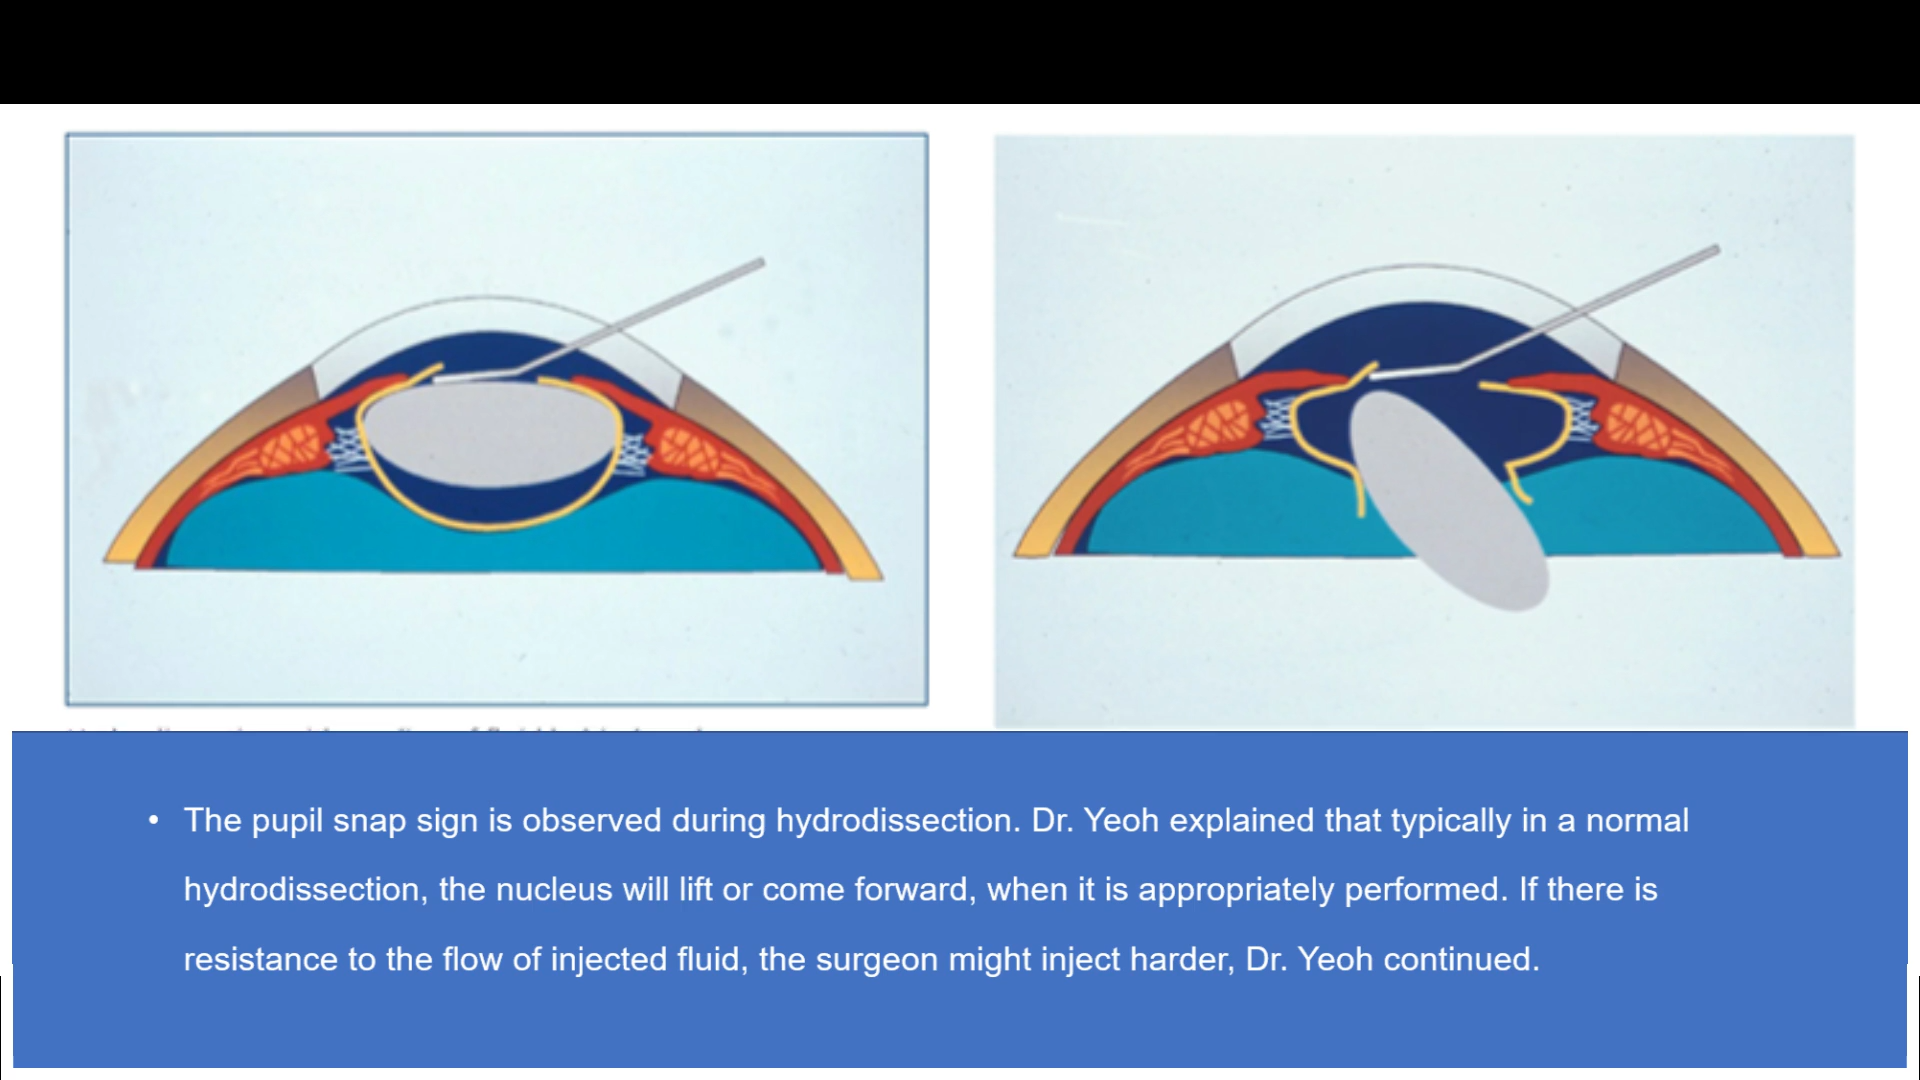 • The pupil snap sign is observed during hydrodissection. Dr. Yeoh explained that typically in a normal
hydrodissection, the nucleus will lift or come forward, when it is appropriately performed. If there is
resistance to the flow of injected fluid, the surgeon might inject harder, Dr. Yeoh continued.